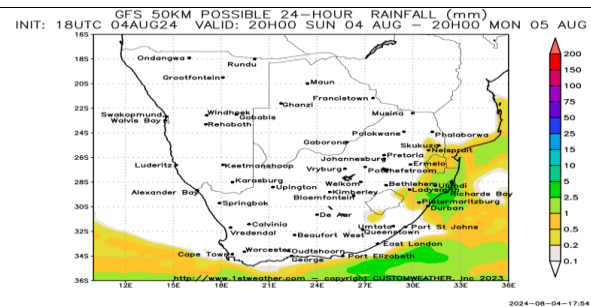 GFS 50KM POSSIBLE 24-HOUR RAINFALL (mm)
INIT: 18UTC 04AUG24 VALID: 20H00 SUN 04 AUG - 20H00 MON 05 AUG
16S
Ondangwa
Rundu
18S
Grootfontein
20S
Maun
Ghanzi
Francistown
22S
Musina
Swakopmund
Walvis Bay
Windhoek
Gobabis
Rehoboth
24S
Polokwane
Phalaborwa
Gaborone
Skukuza
Nelspruit
26S
Pretoria
Johannesburg
Ermelo
Luderitz
Keetmanshoop
Vryburg
Potchefstroom
Karasburg
Welkom
Bethlehem
Ulundi
28S
Alexander Bay
Upington
Kimberley
Ladysmith
Richards Bay
Bloemfontein
Springbok
Pietermaritzburg
Durban
30S
De Aar
Calvinia
Umtata
Port St Johns
32S
Vredendal
Beaufort West
Queenstown
East London
Worcester
Oudtshoorn
34S
Cape Town
George
Port Elizabeth
36S
http://www.1stweather.com - copyright CUSTOMWEATHER, Inc 2023
12E 15E 18E 21E 24E 27E 30E 33E 36E
200
150
100
75
50
25
15
10
5
2.5
1
0.5
0.2
0.1
2024-08-04-17:54